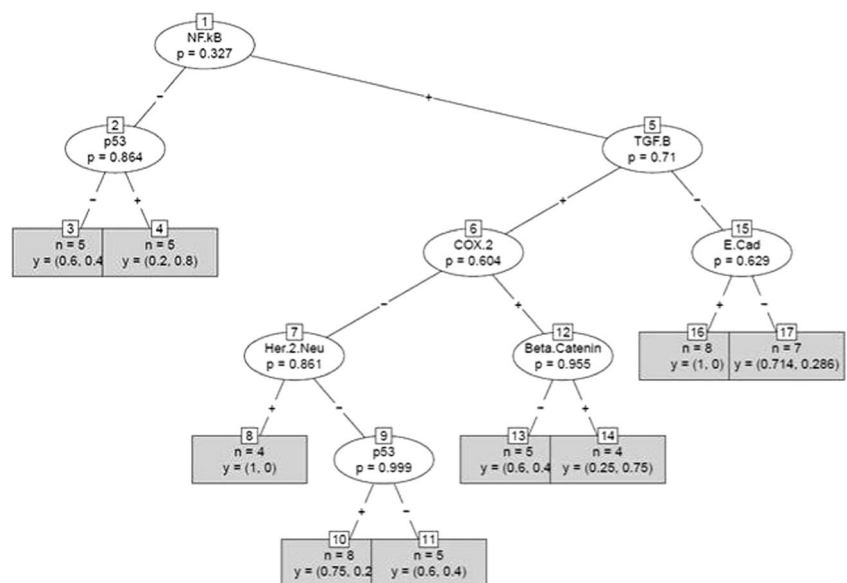 1
NF.kB
p = 0.327
-
+
2
p53
p = 0.864
5
TGF.B
p = 0.71
-
+
+
-
3
n = 5
y = (0.6, 0.4
4
n = 5
y = (0.2, 0.8)
6
COX.2
p = 0.604
15
E.Cad
p = 0.629
-
+
+
-
7
Her.2.Neu
p = 0.861
12
Beta.Catenin
p = 0.955
16
n = 8
y = (1, 0)
17
n = 7
y = (0.714, 0.286)
+
-
-
+
8
n = 4
y = (1, 0)
9
p53
p = 0.999
13
n = 5
y = (0.6, 0.4
14
n = 4
y = (0.25, 0.75)
+
-
10
n = 8
y = (0.75, 0.2
11
n = 5
y = (0.6, 0.4)